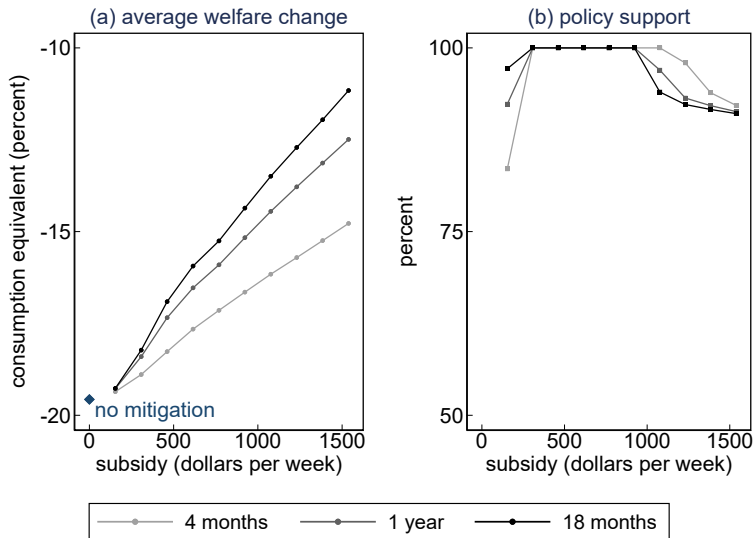 (a) average welfare change
consumption equivalent (percent)
-10
-15
-20
no mitigation
0 500 1000 1500
subsidy (dollars per week)
(b) policy support
percent
100
75
50
0 500 1000 1500
subsidy (dollars per week)
4 months 1 year 18 months